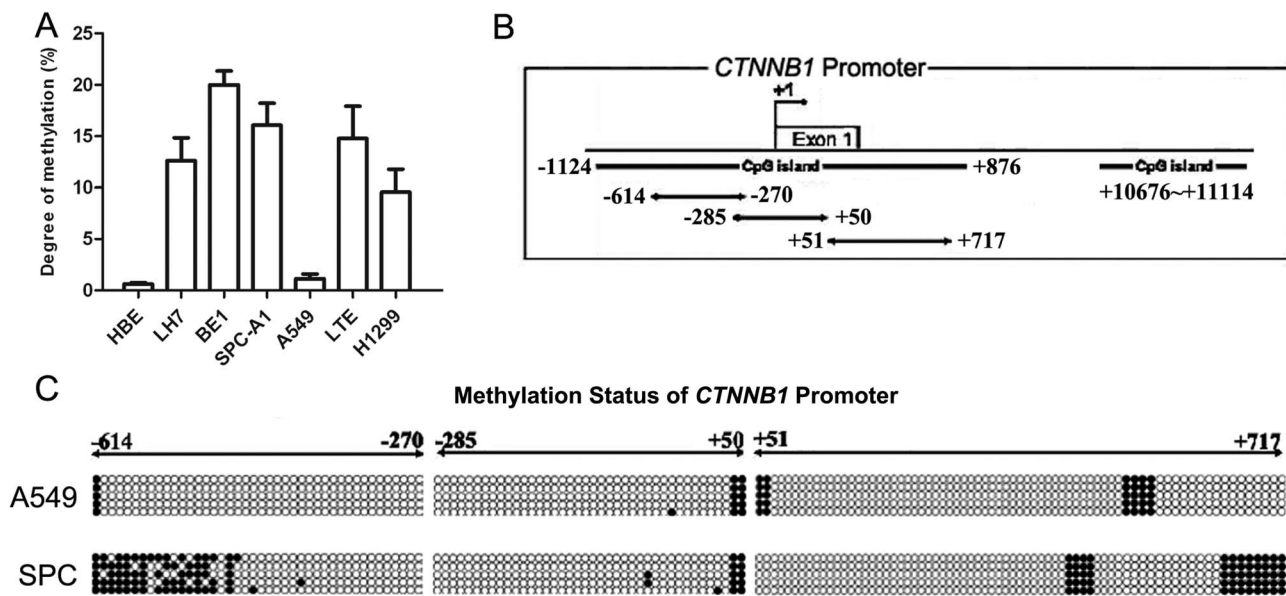 A
Degree of methylation (%)
25
20
15
10
5
0
HBE
LH7
BE1
SPC-A1
A549
LTE
H1299
B
CTNNB1 Promoter
+1
Exon 1
-1124 CpG island +876
CpG island
+10676~+11114
-614 -270
-285 +50
+51 +717
C
Methylation Status of CTNNB1 Promoter
-614 -270 -285 +50 +51 +717
A549
SPC